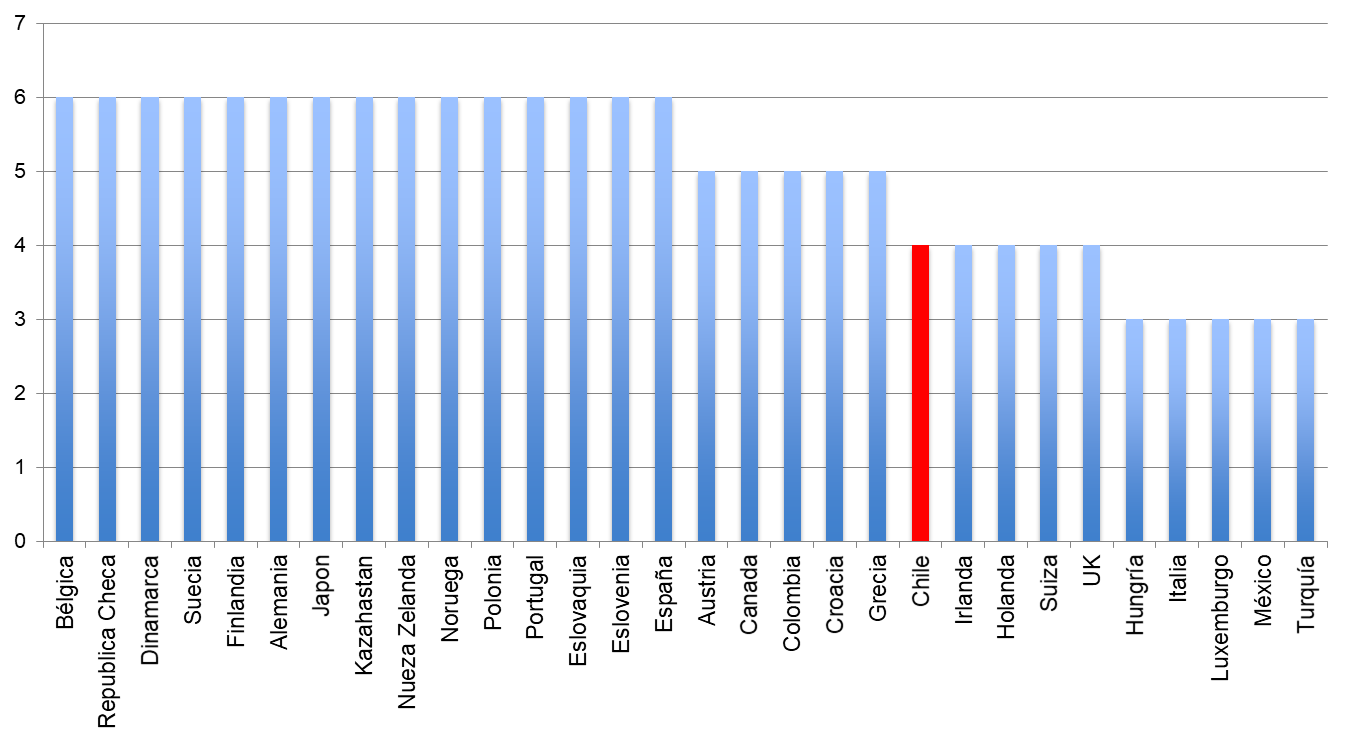 7
6
5
4
3
2
1
0
Bélgica
Republica Checa
Dinamarca
Suecia
Finlandia
Alemania
Japon
Kazahastan
Nueza Zelanda
Noruega
Polonia
Portugal
Eslovaquia
Eslovenia
España
Austria
Canada
Colombia
Croacia
Grecia
Chile
Irlanda
Holanda
Suiza
UK
Hungría
Italia
Luxemburgo
México
Turquía